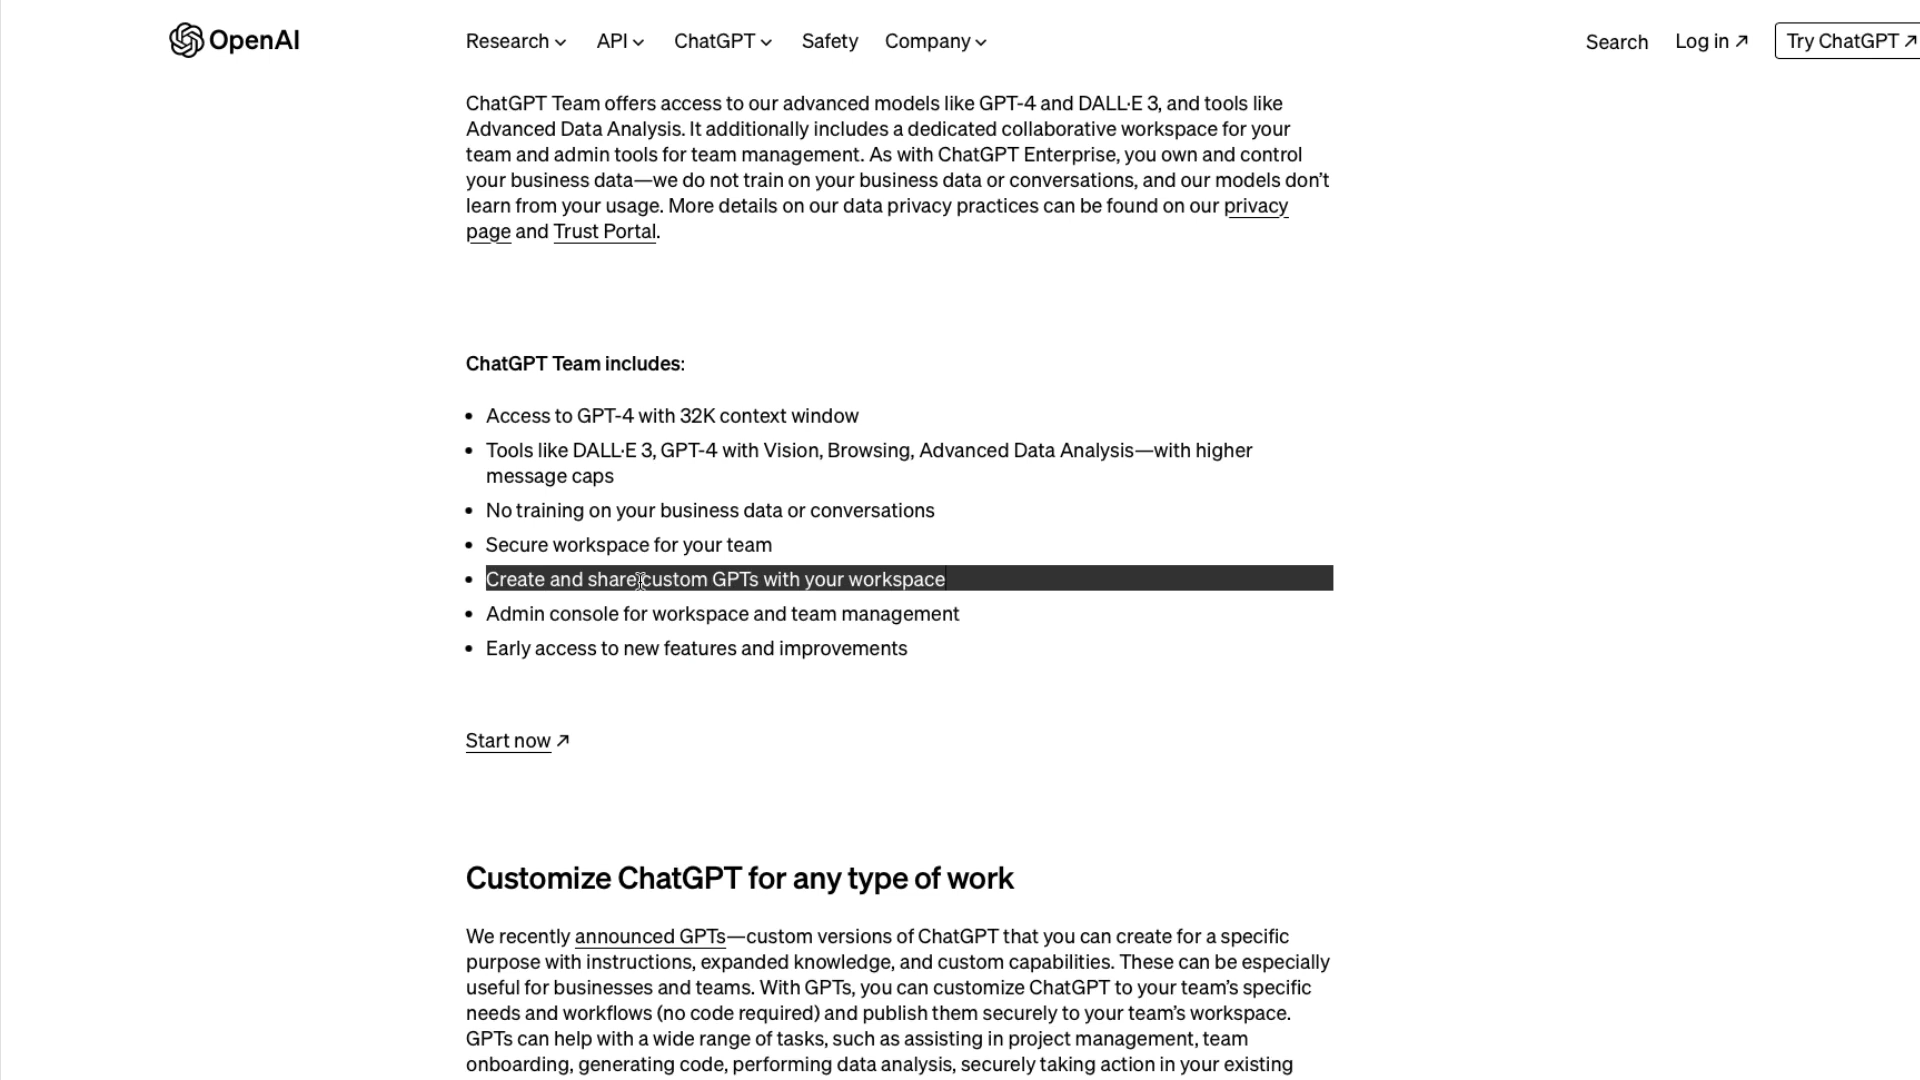 OpenAI
Research API ChatGPT Safety Company
Search Log in ↗ Try ChatGPT ↗
ChatGPT Team offers access to our advanced models like GPT-4 and DALL·E 3, and tools like
Advanced Data Analysis. It additionally includes a dedicated collaborative workspace for your
team and admin tools for team management. As with ChatGPT Enterprise, you own and control
your business data—we do not train on your business data or conversations, and our models don’t
learn from your usage. More details on our data privacy practices can be found on our privacy
page and Trust Portal.
ChatGPT Team includes:
• Access to GPT-4 with 32K context window
• Tools like DALL·E 3, GPT-4 with Vision, Browsing, Advanced Data Analysis—with higher
message caps
• No training on your business data or conversations
• Secure workspace for your team
• Create and share custom GPTs with your workspace
• Admin console for workspace and team management
• Early access to new features and improvements
Start now ↗
Customize ChatGPT for any type of work
We recently announced GPTs—custom versions of ChatGPT that you can create for a specific
purpose with instructions, expanded knowledge, and custom capabilities. These can be especially
useful for businesses and teams. With GPTs, you can customize ChatGPT to your team’s specific
needs and workflows (no code required) and publish them securely to your team’s workspace.
GPTs can help with a wide range of tasks, such as assisting in project management, team
onboarding, generating code, performing data analysis, securely taking action in your existing